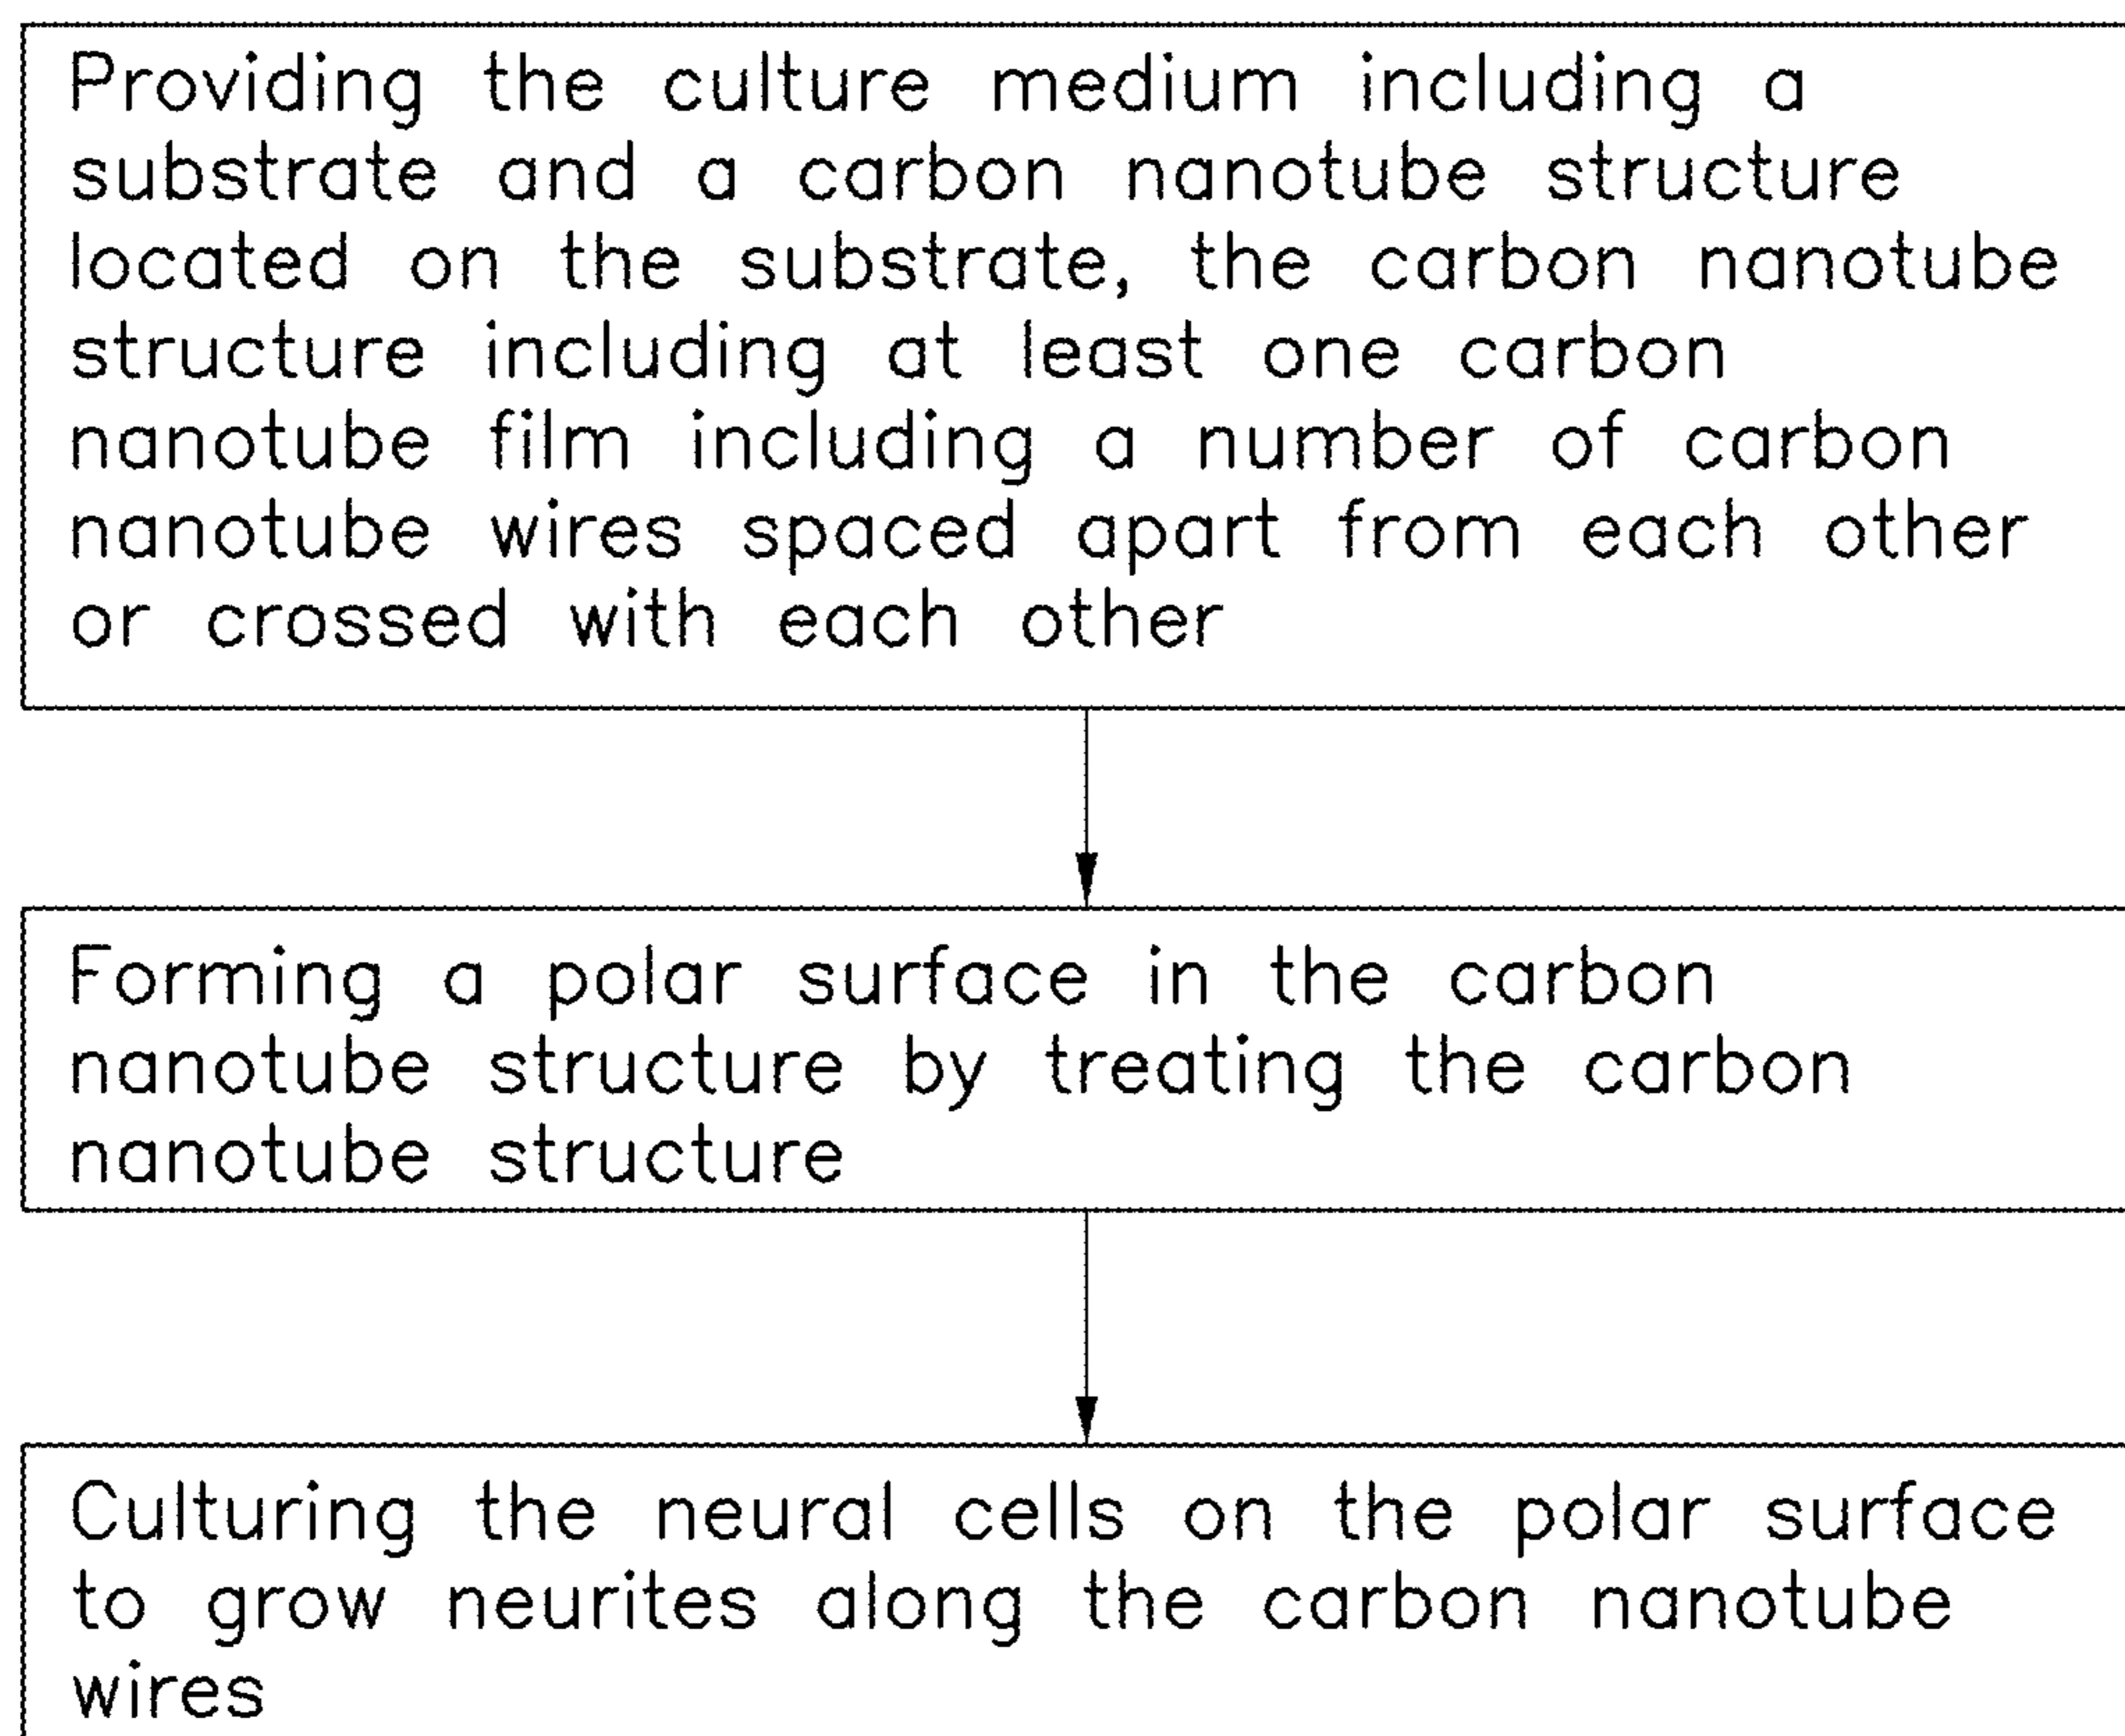 Providing the culture medium including a
substrate and a carbon nanotube structure
located on the substrate, the carbon nanotube
structure including at least one carbon
nanotube film including a number of carbon
nanotube wires spaced apart from each other
or crossed with each other
Forming a polar surface in the carbon
nanotube structure by treating the carbon
nanotube structure
Culturing the neural cells on the polar surface
to grow neurites along the carbon nanotube
wires